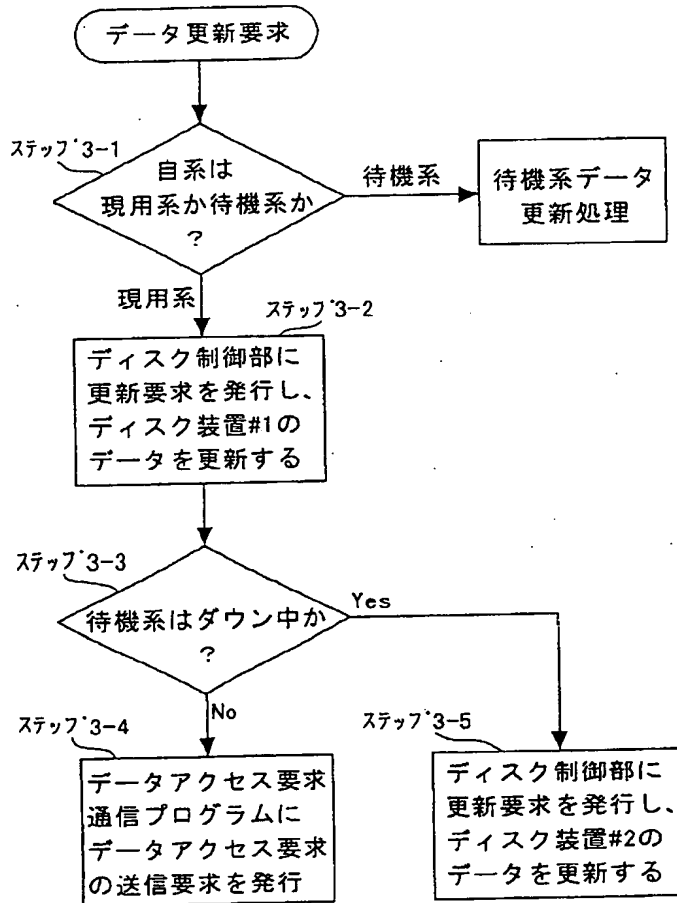 データ更新要求
ステップ3-1
自系は
現用系か待機系か
?
待機系
待機系データ
更新処理
現用系
ステップ3-2
ディスク制御部に
更新要求を発行し、
ディスク装置#1の
データを更新する
ステップ3-3
待機系はダウン中か
?
Yes
No
ステップ3-4
データアクセス要求
通信プログラムに
データアクセス要求
の送信要求を発行
ステップ3-5
ディスク制御部に
更新要求を発行し、
ディスク装置#2の
データを更新する